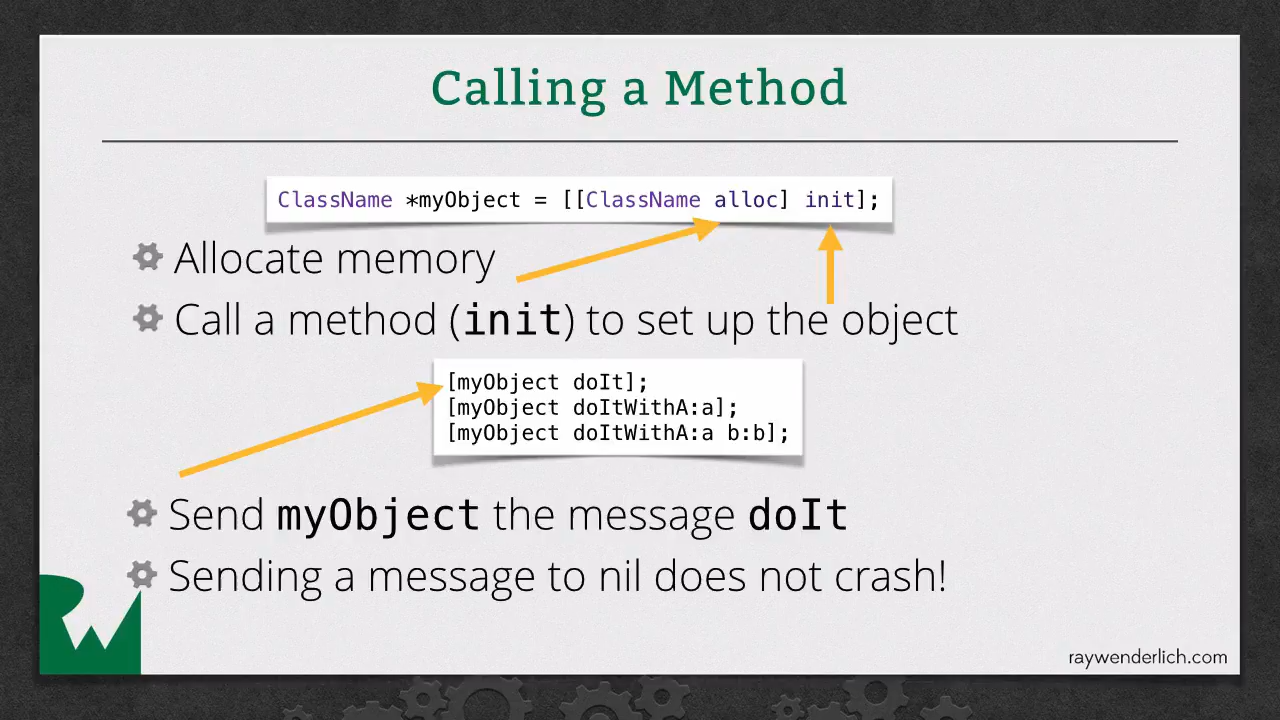 Calling a Method
ClassName *myObject = [[ClassName alloc] init];
Allocate memory
Call a method (init) to set up the object
[myObject doIt];
[myObject doItWithA:a];
[myObject doItWithA:a b:b];
Send myObject the message doIt
Sending a message to nil does not crash!
raywenderlich.com